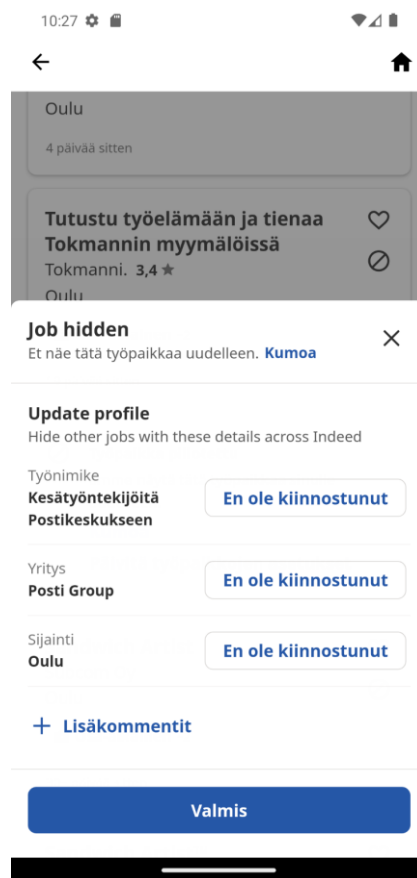 10:27
Oulu
4 päivää sitten
Tutustu työelämään ja tienaa
Tokmannin myymälöissä
Tokmanni. 3,4 ★
Oulu
Job hidden
Et näe tätä työpaikkaa uudelleen. Kumoa
Update profile
Hide other jobs with these details across Indeed
Työnimike
Kesätyöntekijöitä
Postikeskukseen
En ole kiinnostunut
Yritys
Posti Group
En ole kiinnostunut
Sijainti
Oulu
En ole kiinnostunut
+ Lisäkommentit
Valmis